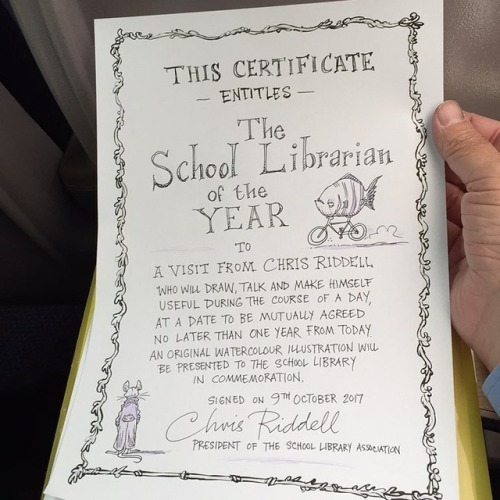 THIS CERTIFICATE
— ENTITLES —
The
School Librarian
of the
YEAR
TO
A VISIT FROM CHRIS RIDDELL
WHO WILL DRAW, TALK AND MAKE HIMSELF
USEFUL DURING THE COURSE OF A DAY,
AT A DATE TO BE MUTUALLY AGREED
NO LATER THAN ONE YEAR FROM TODAY
AN ORIGINAL WATERCOLOUR ILLUSTRATION WILL
BE PRESENTED TO THE SCHOOL LIBRARY
IN COMMEMORATION.
SIGNED ON 9TH OCTOBER 2017
Chris Riddell
PRESIDENT OF THE SCHOOL LIBRARY ASSOCIATION